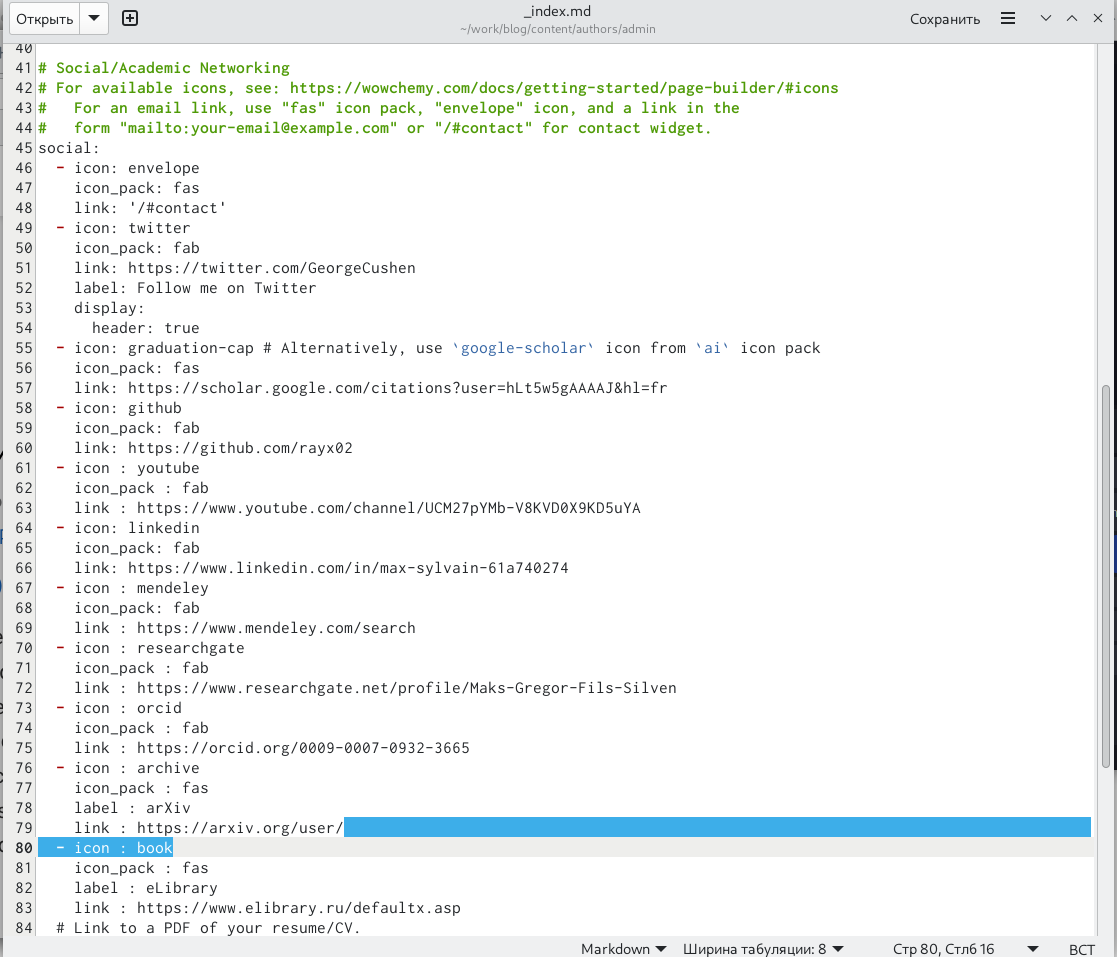 Открыть
_index.md
~/work/blog/content/authors/admin
Сохранить
40
41 # Social/Academic Networking
42 # For available icons, see: https://wowchemy.com/docs/getting-started/page-builder/#icons
43 #   For an email link, use "fas" icon pack, "envelope" icon, and a link in the
44 #   form "mailto:your-email@example.com" or "/#contact" for contact widget.
45 social:
46   - icon: envelope
47     icon_pack: fas
48     link: '/#contact'
49   - icon: twitter
50     icon_pack: fab
51     link: https://twitter.com/GeorgeCushen
52     label: Follow me on Twitter
53     display:
54       header: true
55   - icon: graduation-cap # Alternatively, use `google-scholar` icon from `ai` icon pack
56     icon_pack: fas
57     link: https://scholar.google.com/citations?user=hLt5w5gAAAAJ&hl=fr
58   - icon: github
59     icon_pack: fab
60     link: https://github.com/rayx02
61   - icon : youtube
62     icon_pack : fab
63     link : https://www.youtube.com/channel/UCM27pYMb-V8KVD0X9KD5uYA
64   - icon: linkedin
65     icon_pack: fab
66     link: https://www.linkedin.com/in/max-sylvain-61a740274
67   - icon : mendeley
68     icon_pack: fab
69     link : https://www.mendeley.com/search
70   - icon : researchgate
71     icon_pack : fab
72     link : https://www.researchgate.net/profile/Maks-Gregor-Fils-Silven
73   - icon : orcid
74     icon_pack : fab
75     link : https://orcid.org/0009-0007-0932-3665
76   - icon : archive
77     icon_pack : fas
78     label : arXiv
79     link : https://arxiv.org/user/
80   - icon : book
81     icon_pack : fas
82     label : eLibrary
83     link : https://www.elibrary.ru/defaultx.asp
84   # Link to a PDF of your resume/CV.
Markdown
Ширина табуляции: 8
Стр 80, Стлб 16
ВСТ